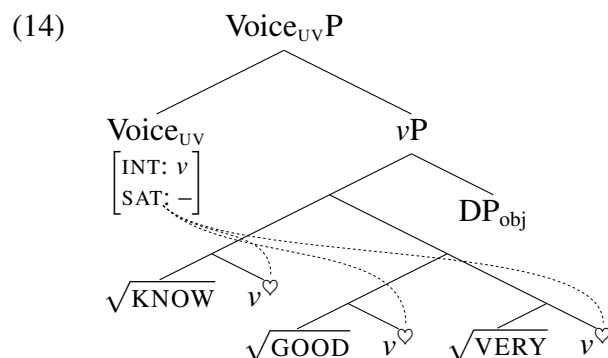 (14) Voice_UV P
Voice_UV vP
[INT: v
SAT: –]
DP_obj
√KNOW v♡
√GOOD v♡ √VERY v♡